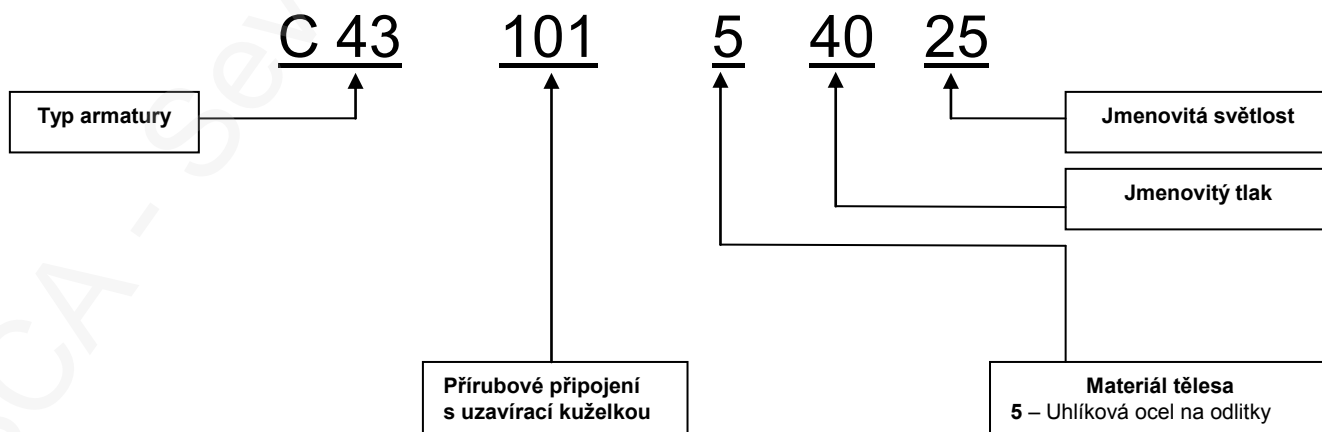 C 43 101 5 40 25
Typ armatury
Jmenovitá světlost
Jmenovitý tlak
Přírubové připojení
s uzavírací kuželkou
Materiál tělesa
5 – Uhlíková ocel na odlitky